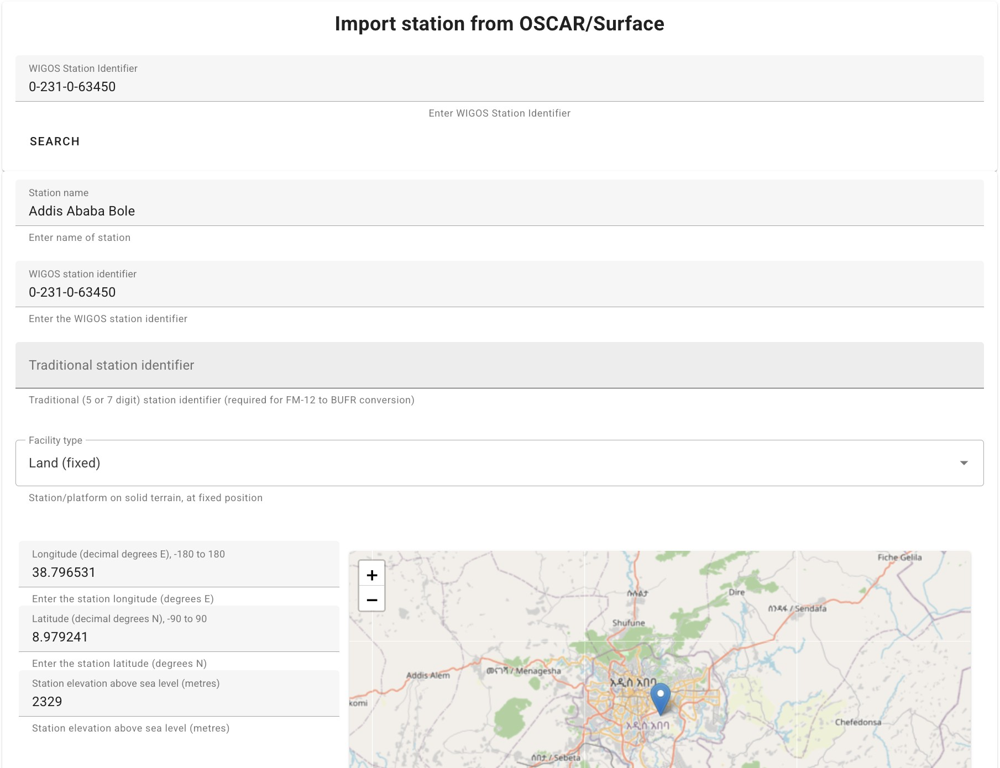 Import station from OSCAR/Surface
WIGOS Station Identifier
0-231-0-63450
Enter WIGOS Station Identifier
SEARCH
Station name
Addis Ababa Bole
Enter name of station
WIGOS station identifier
0-231-0-63450
Enter the WIGOS station identifier
Traditional station identifier
Traditional (5 or 7 digit) station identifier (required for FM-12 to BUFR conversion)
Facility type
Land (fixed)
Station/platform on solid terrain, at fixed position
Longitude (decimal degrees E), -180 to 180
38.796531
Enter the station longitude (degrees E)
Latitude (decimal degrees N), -90 to 90
8.979241
Enter the station latitude (degrees N)
Station elevation above sea level (metres)
2329
Station elevation above sea level (metres)
+
−
Fiche Gelila
ሱሉልታ
Dire
ሰንዳፋ / Sendafa
Shufune
Addis Alem
መናገሻ / Menagesha
አዲስ አበባ
komi
አዲስ አበባ
Chefedonsa
ሰበታ / Sebeta